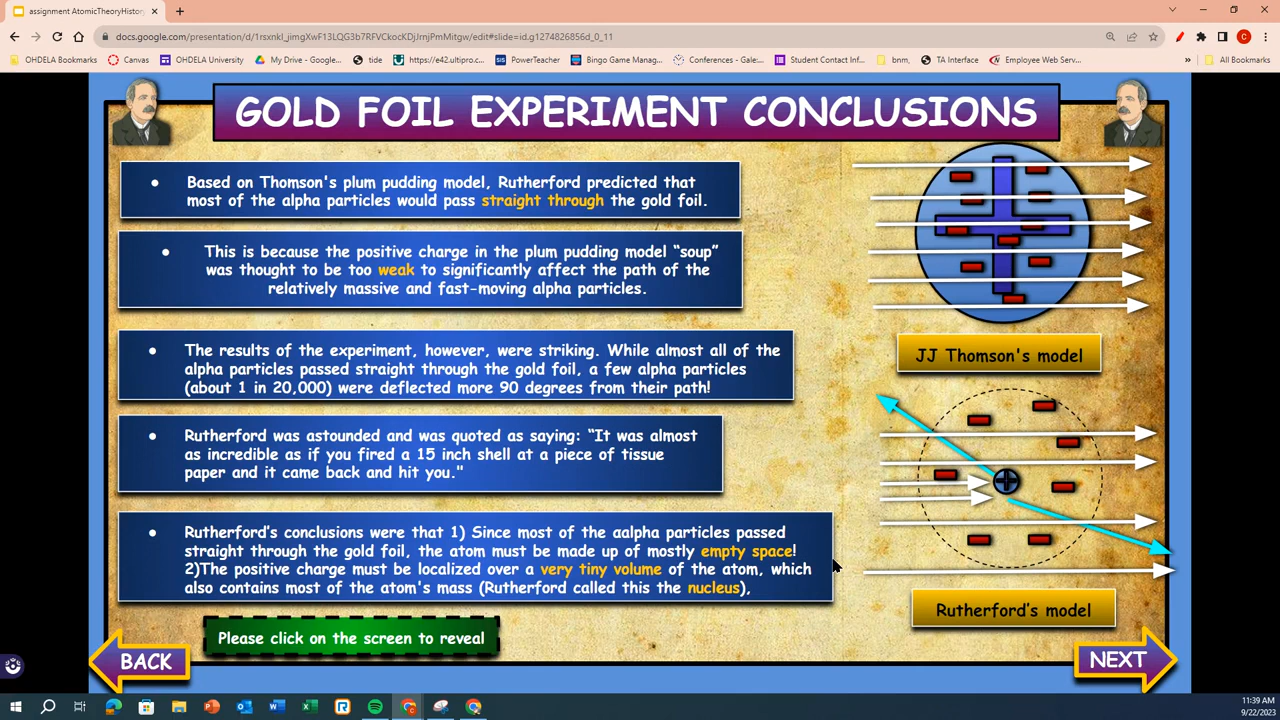 assignment AtomicTheoryHistory
docs.google.com/presentation/d/1rsxnkI_jimgXwF13LQG3b7RFVCkocKDjJmjPmMitgw/edit#slide=id.g1274826856d_0_11
OHDELA Bookmarks
Canvas
OHDELA University
My Drive - Google...
tide
https://e42.ultipro.c...
SIS
PowerTeacher
Bingo Game Manag...
Conferences - Gale:...
Student Contact Inf...
bnm,
TA Interface
Employee Web Serv...
»
All Bookmarks
GOLD FOIL EXPERIMENT CONCLUSIONS
• Based on Thomson's plum pudding model, Rutherford predicted that
most of the alpha particles would pass straight through the gold foil.
• This is because the positive charge in the plum pudding model “soup”
was thought to be too weak to significantly affect the path of the
relatively massive and fast-moving alpha particles.
• The results of the experiment, however, were striking. While almost all of the
alpha particles passed straight through the gold foil, a few alpha particles
(about 1 in 20,000) were deflected more 90 degrees from their path!
• Rutherford was astounded and was quoted as saying: “It was almost
as incredible as if you fired a 15 inch shell at a piece of tissue
paper and it came back and hit you."
• Rutherford’s conclusions were that 1) Since most of the aalpha particles passed
straight through the gold foil, the atom must be made up of mostly empty space!
2)The positive charge must be localized over a very tiny volume of the atom, which
also contains most of the atom's mass (Rutherford called this the nucleus),
JJ Thomson's model
Rutherford’s model
Please click on the screen to reveal
BACK
NEXT
11:39 AM
9/22/2023